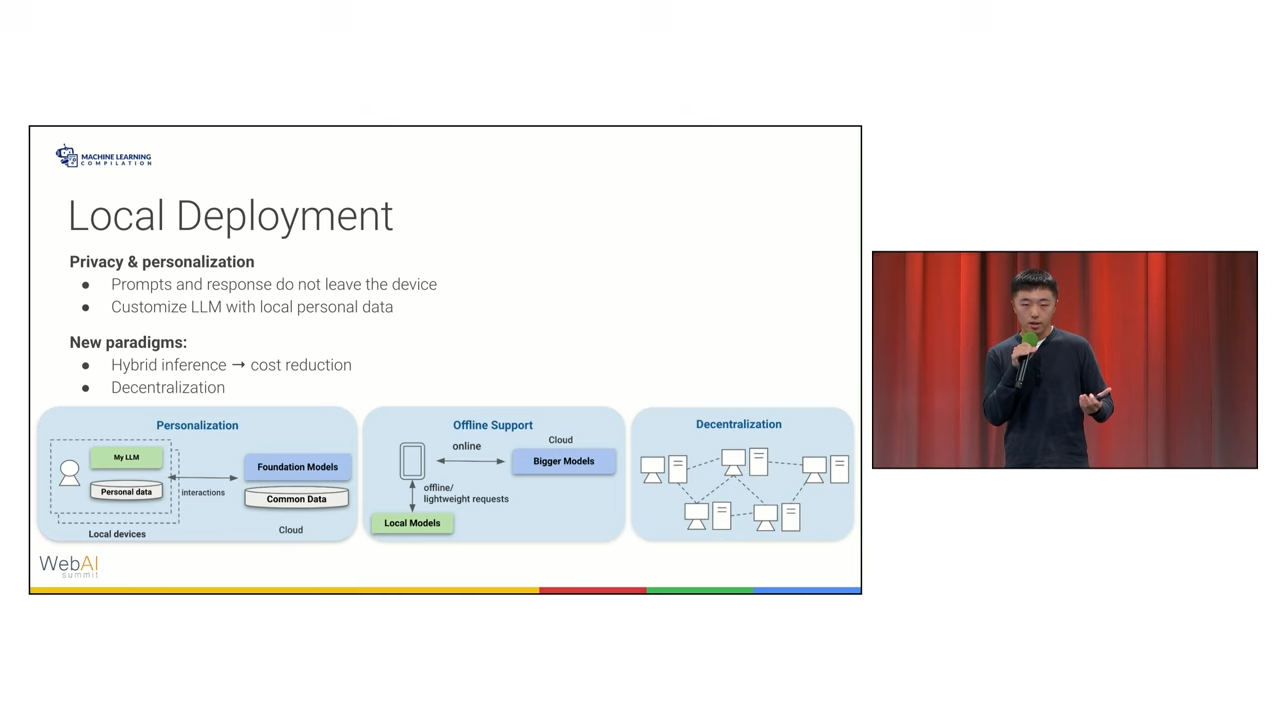 MACHINE LEARNING
COMPILATION
Local Deployment
Privacy & personalization
● Prompts and response do not leave the device
● Customize LLM with local personal data
New paradigms:
● Hybrid inference → cost reduction
● Decentralization
Personalization
My LLM
Personal data
Local devices
interactions
Foundation Models
Common Data
Cloud
Offline Support
online
Cloud
Bigger Models
offline/
lightweight requests
Local Models
Decentralization
WebAI
summit